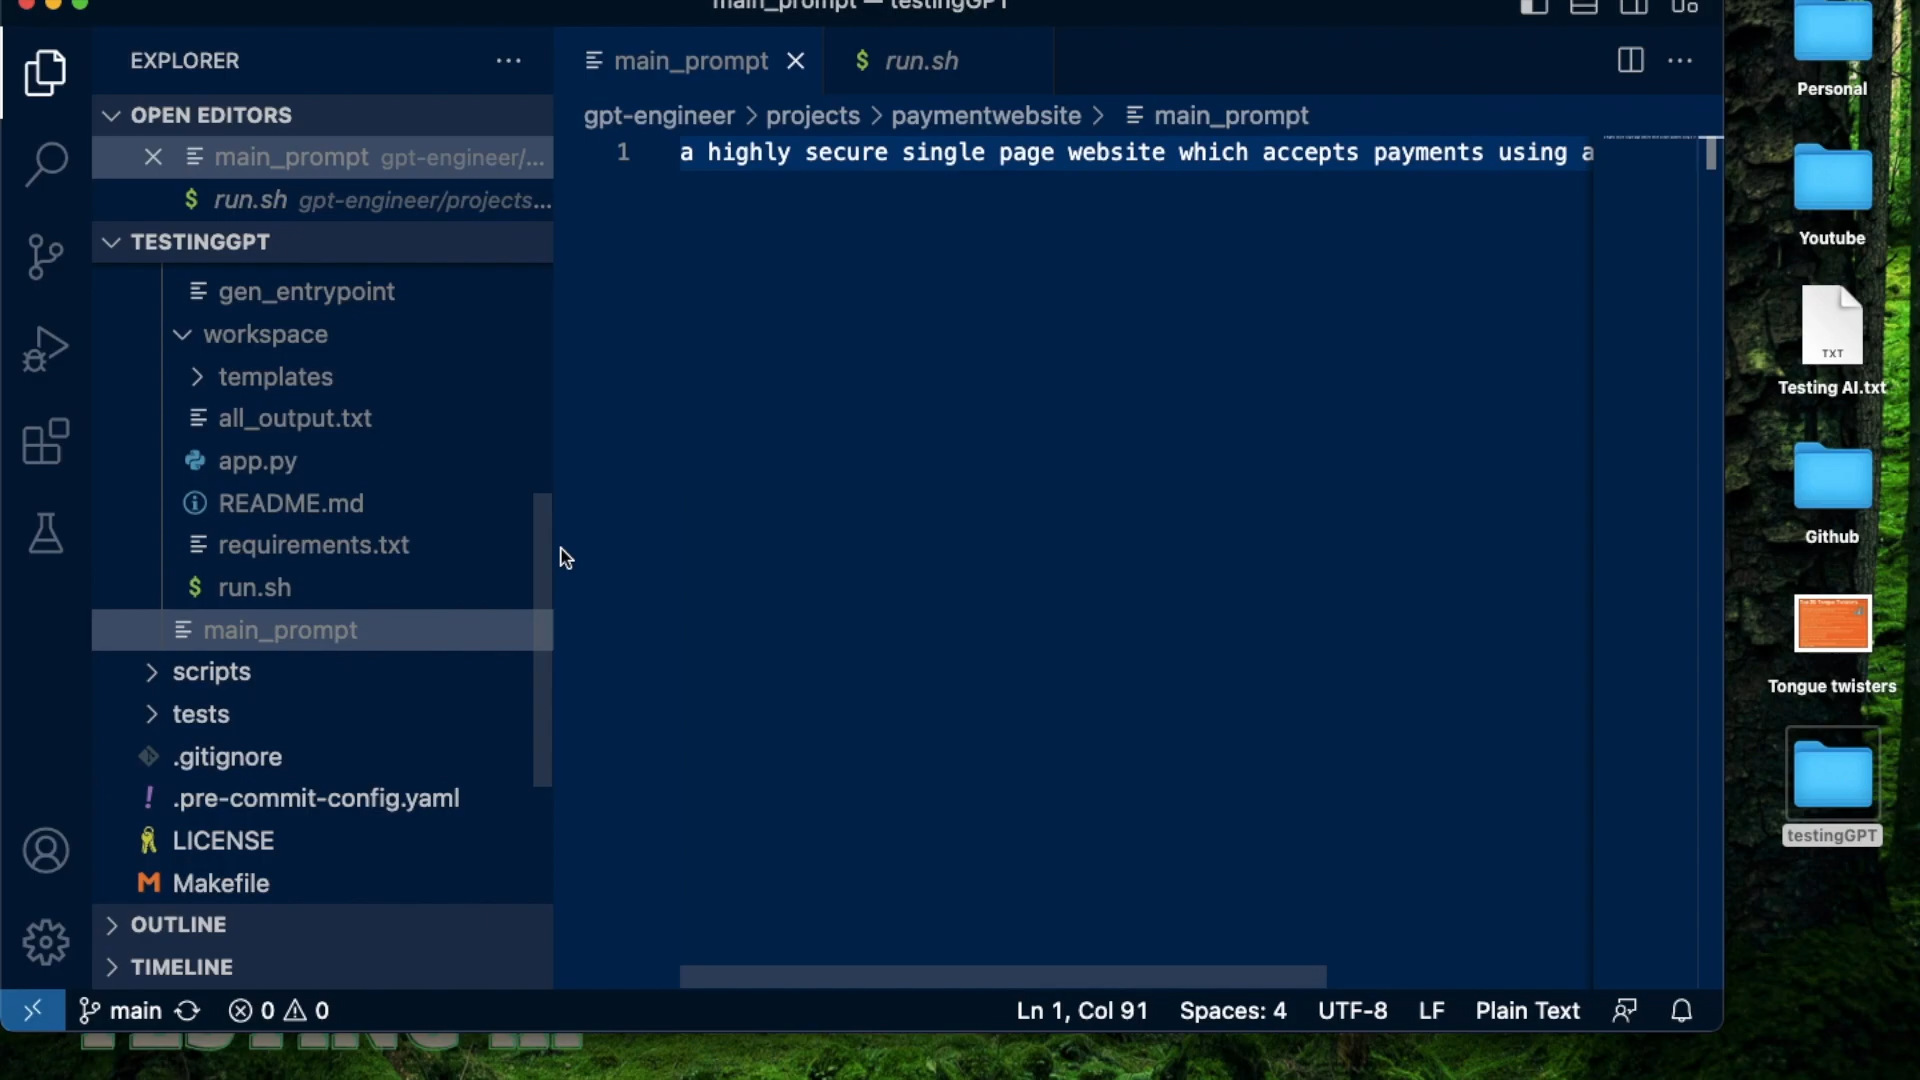 main_prompt — testingGPT
EXPLORER
OPEN EDITORS
main_prompt gpt-engineer/...
run.sh gpt-engineer/projects...
TESTINGGPT
gen_entrypoint
workspace
templates
all_output.txt
app.py
README.md
requirements.txt
$ run.sh
main_prompt
scripts
tests
.gitignore
! .pre-commit-config.yaml
LICENSE
M Makefile
OUTLINE
TIMELINE
main_prompt
$ run.sh
gpt-engineer > projects > paymentwebsite > main_prompt
1 a highly secure single page website which accepts payments using a
main 0 0
Ln 1, Col 91 Spaces: 4 UTF-8 LF Plain Text
Personal
Youtube
TXT
Testing AI.txt
Github
Tongue twisters
testingGPT